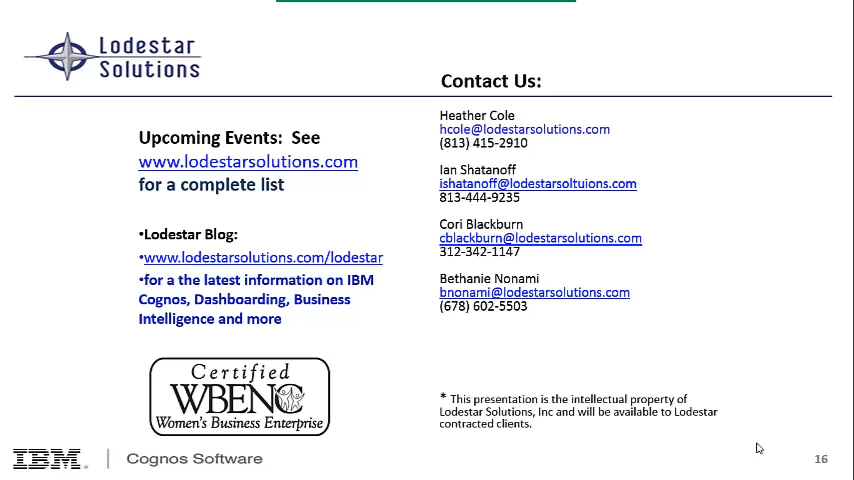 Lodestar
Solutions
Contact Us:
Upcoming Events: See
www.lodestarsolutions.com
for a complete list
•Lodestar Blog:
•www.lodestarsolutions.com/lodestar
•for a the latest information on IBM
Cognos, Dashboarding, Business
Intelligence and more
Heather Cole
hcole@lodestarsolutions.com
(813) 415-2910
Ian Shatanoff
ishatanoff@lodestarsoltuions.com
813-444-9235
Cori Blackburn
cblackburn@lodestarsolutions.com
312-342-1147
Bethanie Nonami
bnonami@lodestarsolutions.com
(678) 602-5503
Certified
WBENC
Women's Business Enterprise
* This presentation is the intellectual property of
Lodestar Solutions, Inc and will be available to Lodestar
contracted clients.
IBM® | Cognos Software
16